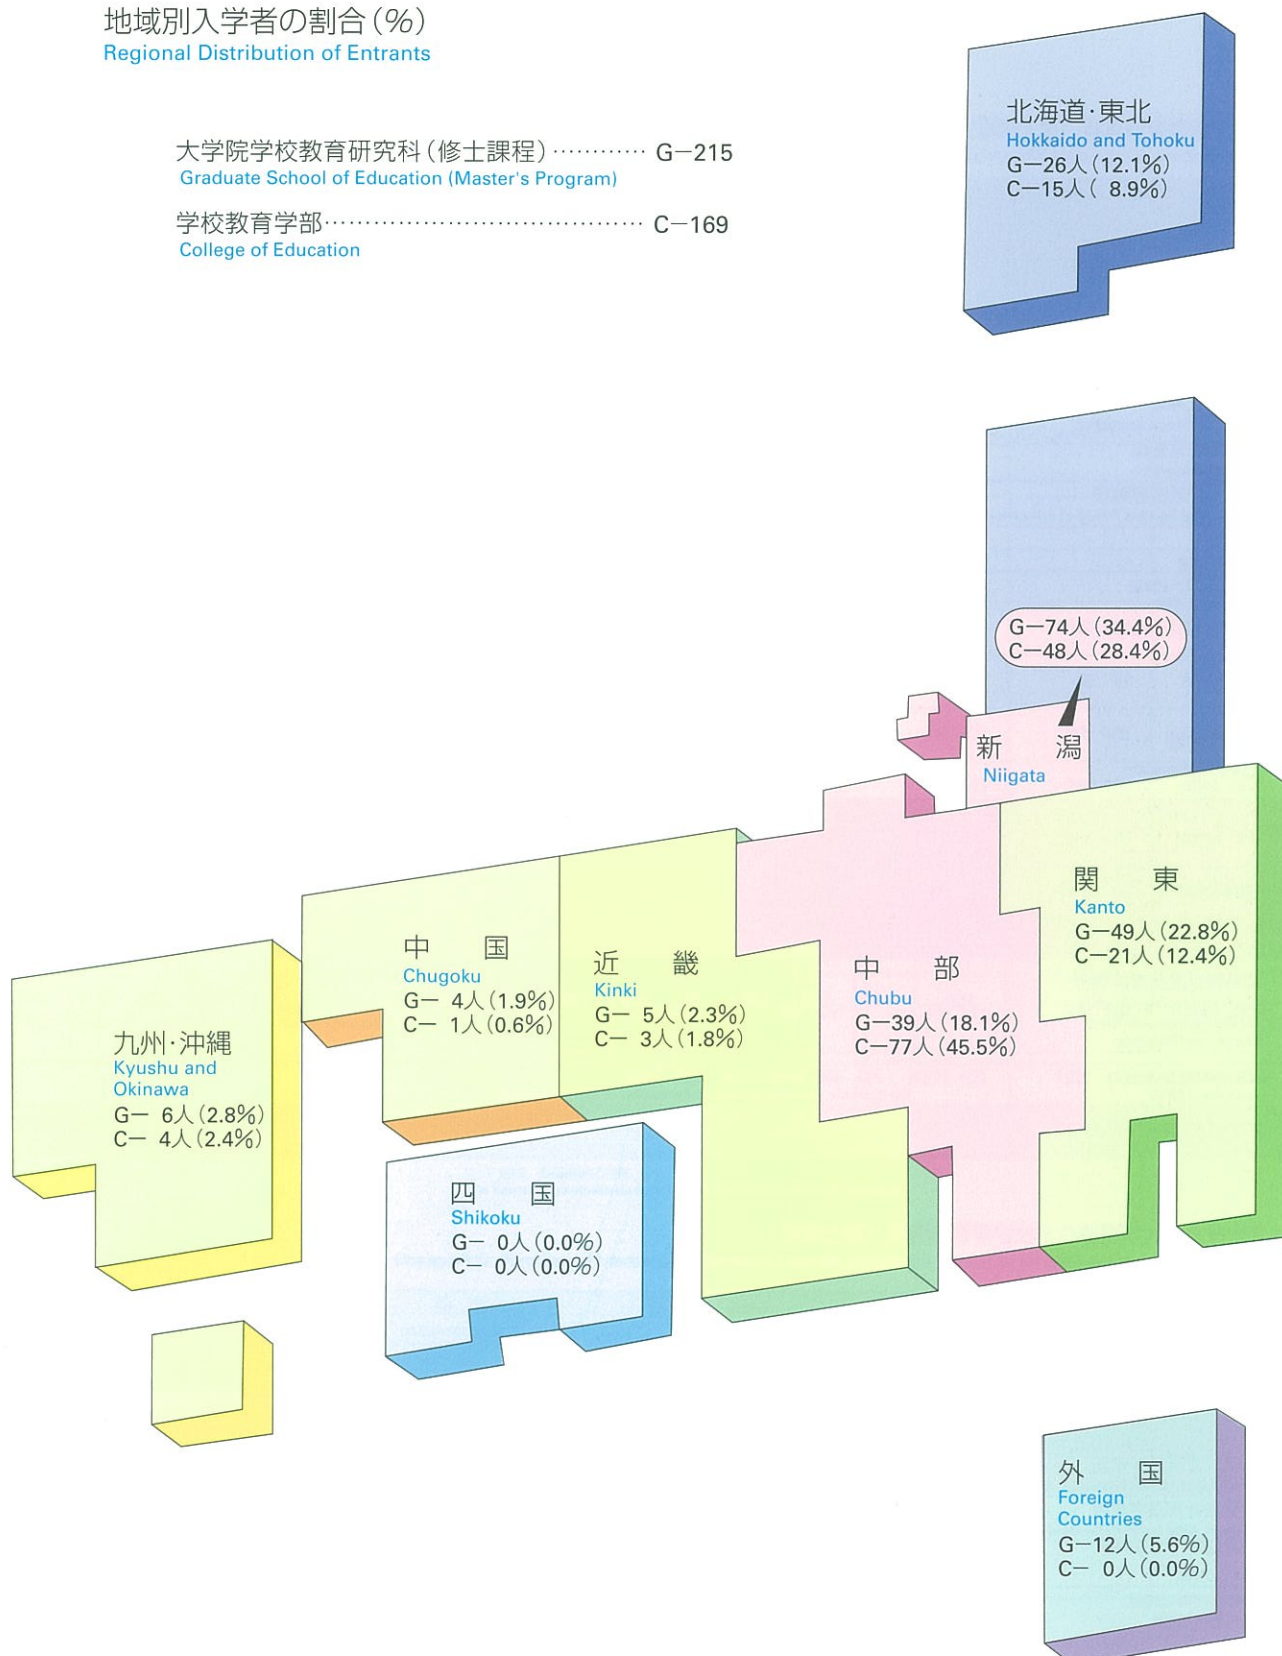 地域別入学者の割合(%)
Regional Distribution of Entrants
大学院学校教育研究科(修士課程)………… G—215
Graduate School of Education (Master's Program)
学校教育学部……………………………… C—169
College of Education
北海道·東北
Hokkaido and Tohoku
G—26人(12.1%)
C—15人( 8.9%)
G—74人(34.4%)
C—48人(28.4%)
新 潟
Niigata
関 東
Kanto
G—49人(22.8%)
C—21人(12.4%)
中 部
Chubu
G—39人(18.1%)
C—77人(45.5%)
近 畿
Kinki
G— 5人(2.3%)
C— 3人(1.8%)
中 国
Chugoku
G— 4人(1.9%)
C— 1人(0.6%)
九州·沖縄
Kyushu and
Okinawa
G— 6人(2.8%)
C— 4人(2.4%)
四 国
Shikoku
G— 0人(0.0%)
C— 0人(0.0%)
外 国
Foreign
Countries
G—12人(5.6%)
C— 0人(0.0%)